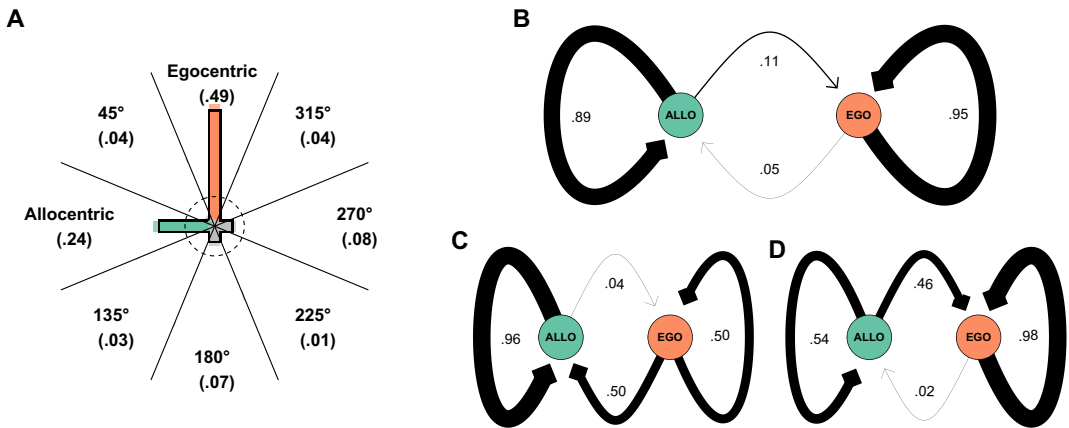 A
Egocentric
(.49)
45°
(.04)
315°
(.04)
Allocentric
(.24)
270°
(.08)
135°
(.03)
225°
(.01)
180°
(.07)
B
.89
ALLO
.11
.05
EGO
.95
C
.96
ALLO
.04
.50
EGO
.50
D
.54
ALLO
.46
.02
EGO
.98